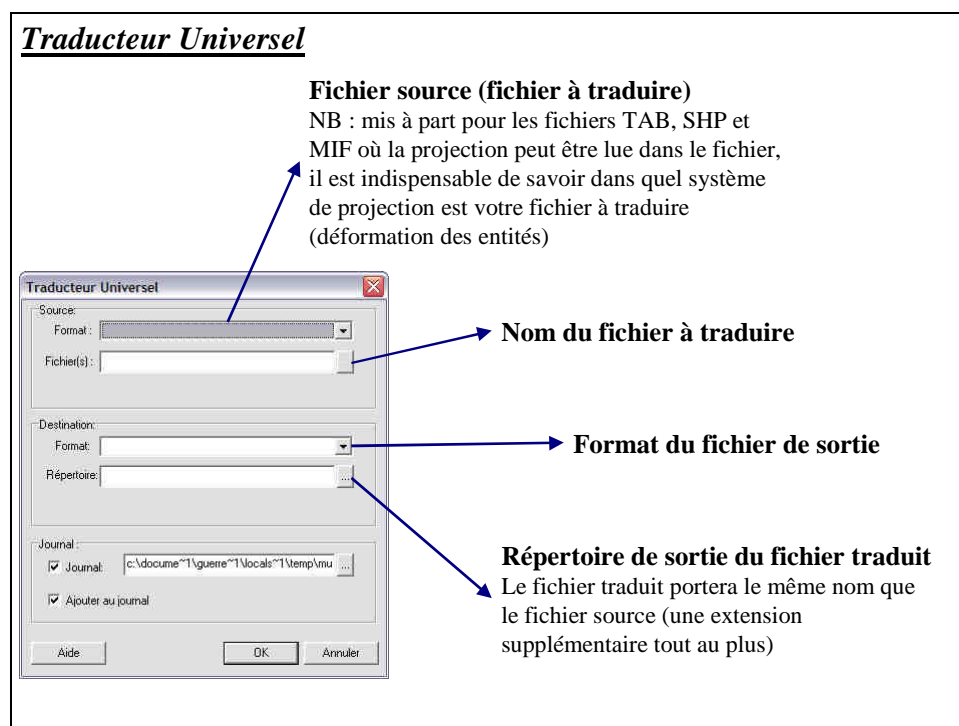 Traducteur Universel
Fichier source (fichier à traduire)
NB : mis à part pour les fichiers TAB, SHP et
MIF où la projection peut être lue dans le fichier,
il est indispensable de savoir dans quel système
de projection est votre fichier à traduire
(déformation des entités)
Traducteur Universel
Source:
Format :
Fichier(s) :
Nom du fichier à traduire
Destination:
Format:
Format du fichier de sortie
Répertoire:
...
Journal :
Journal:
c:\docume~1\guerre~1\locals~1\temp\mu
...
Ajouter au journal
Répertoire de sortie du fichier traduit
Le fichier traduit portera le même nom que
le fichier source (une extension
supplémentaire tout au plus)
Aide
OK
Annuler